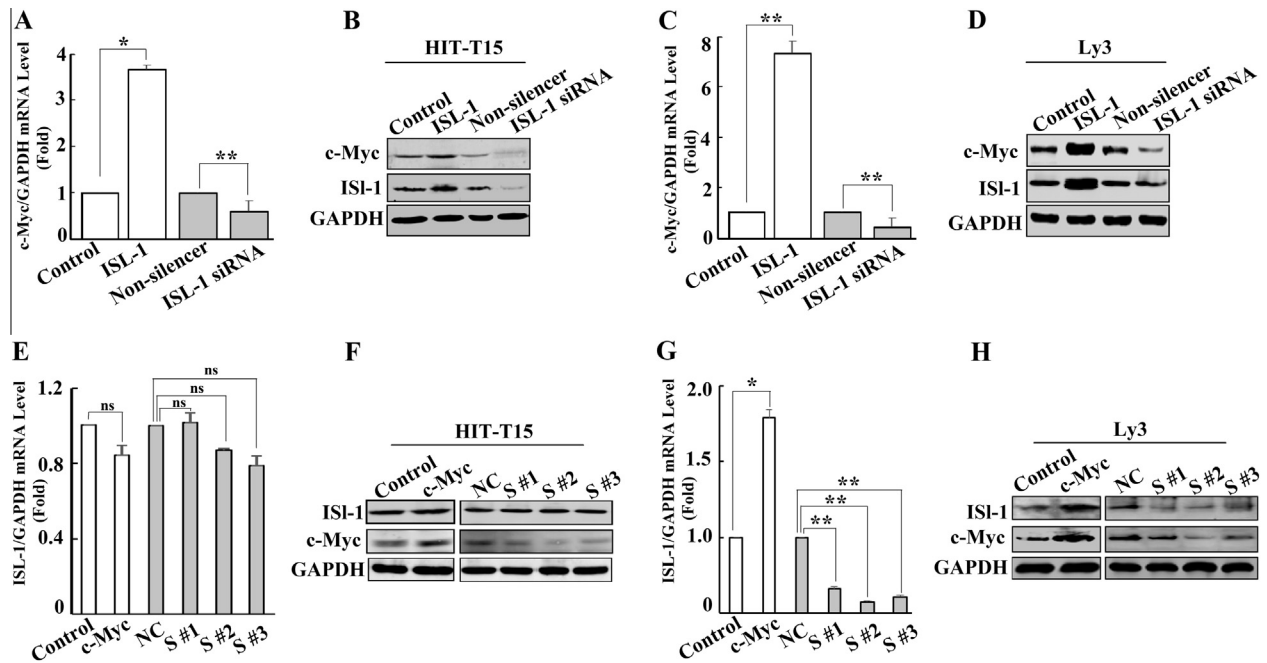 A
c-Myc/GAPDH mRNA Level
(Fold)
4
3
2
1
0
*
**
Control
ISL-1
Non-silencer
ISL-1 siRNA
B
HIT-T15
Control
ISL-1
Non-silencer
ISL-1 siRNA
c-Myc
ISl-1
GAPDH
C
c-Myc/GAPDH mRNA Level
(Fold)
8
6
4
2
0
**
**
Control
ISL-1
Non-silencer
ISL-1 siRNA
D
Ly3
Control
ISL-1
Non-silencer
ISL-1 siRNA
c-Myc
ISl-1
GAPDH
E
ISL-1/GAPDH mRNA Level
(Fold)
1.2
0.8
0.4
0
ns
ns
ns
ns
Control
c-Myc
NC
S #1
S #2
S #3
F
HIT-T15
Control
c-Myc
NC
S #1
S #2
S #3
ISl-1
c-Myc
GAPDH
G
ISL-1/GAPDH mRNA Level
(Fold)
2.0
1.5
1.0
0
*
**
**
**
Control
c-Myc
NC
S #1
S #2
S #3
H
Ly3
Control
c-Myc
NC
S #1
S #2
S #3
ISl-1
c-Myc
GAPDH